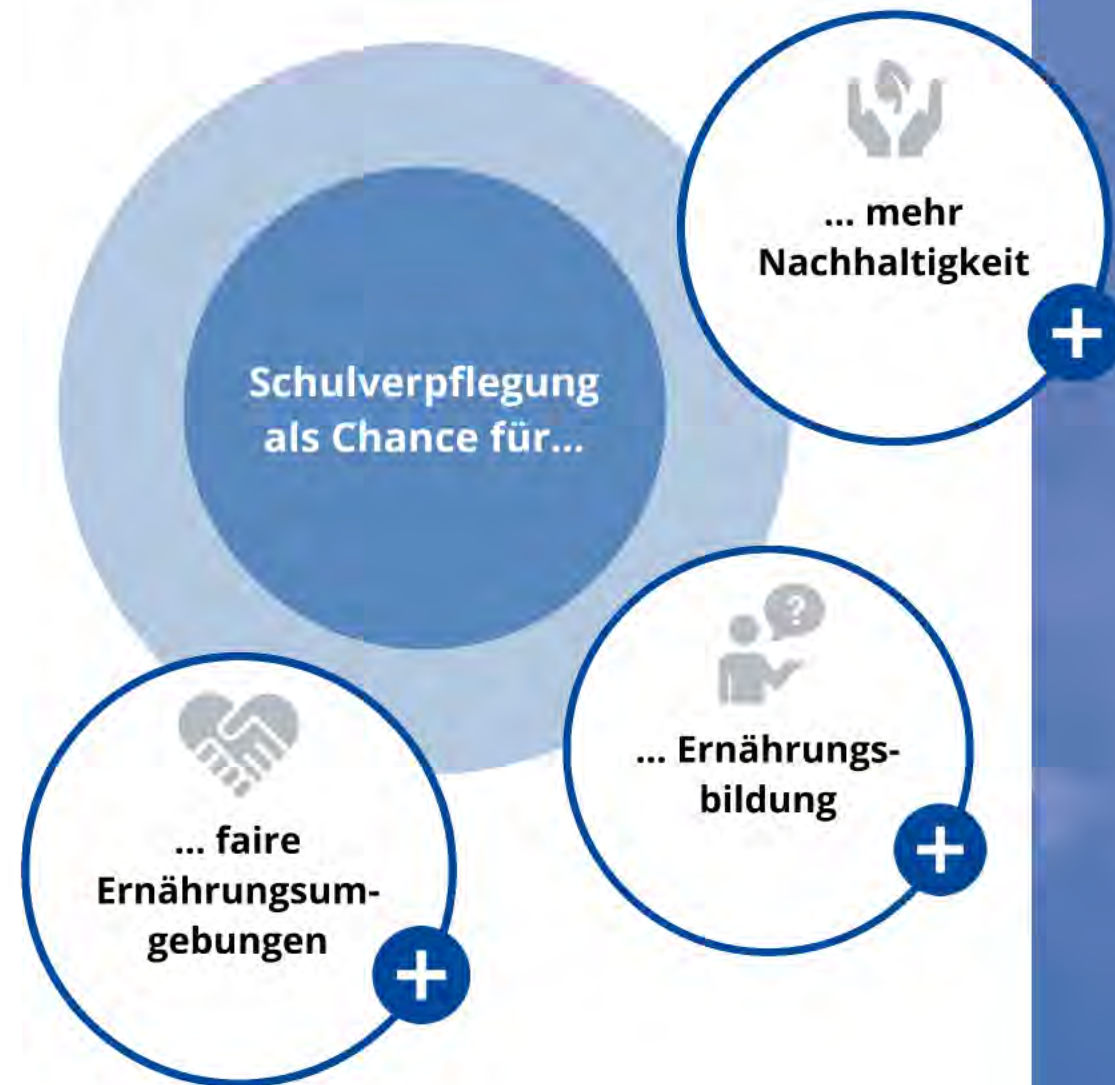 Schulverpflegung
als Chance für...
... mehr
Nachhaltigkeit
... Ernährungs-
bildung
... faire
Ernährungsum-
gebungen